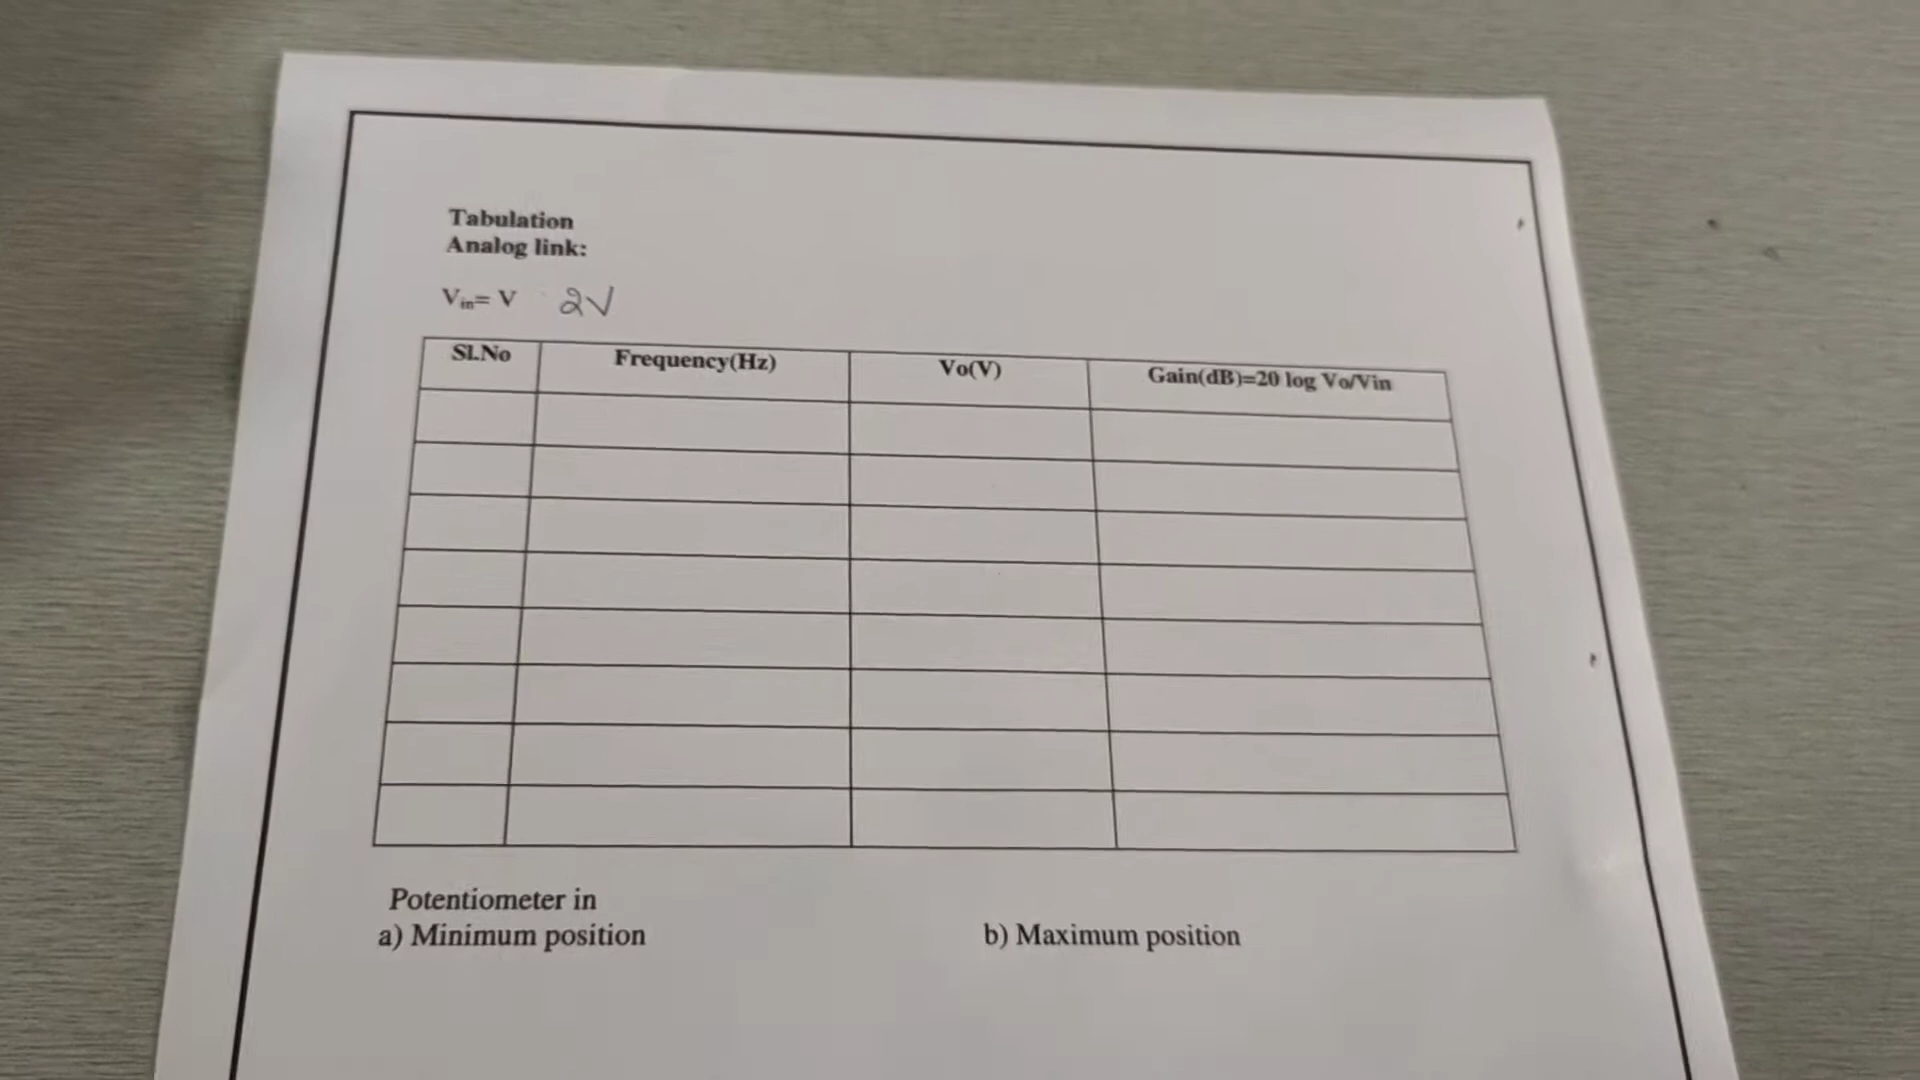 Tabulation
Analog link:
Vin= V 2V
Sl.No Frequency(Hz) Vo(V) Gain(dB)=20 log Vo/Vin
Potentiometer in
a) Minimum position b) Maximum position